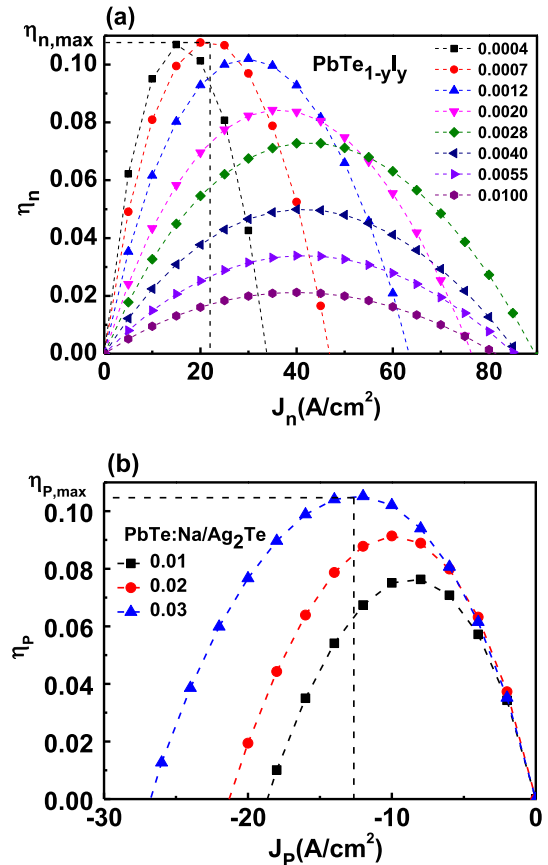 (a)
η_n,max
PbTe_1-yI_y
0.0004
0.0007
0.0012
0.0020
0.0028
0.0040
0.0055
0.0100
0.10
0.08
0.06
0.04
0.02
0.00
η_n
0 20 40 60 80
J_n(A/cm²)
(b)
η_P,max
PbTe:Na/Ag₂Te
0.01
0.02
0.03
0.10
0.08
0.06
0.04
0.02
0.00
η_P
-30 -20 -10 0
J_P(A/cm²)